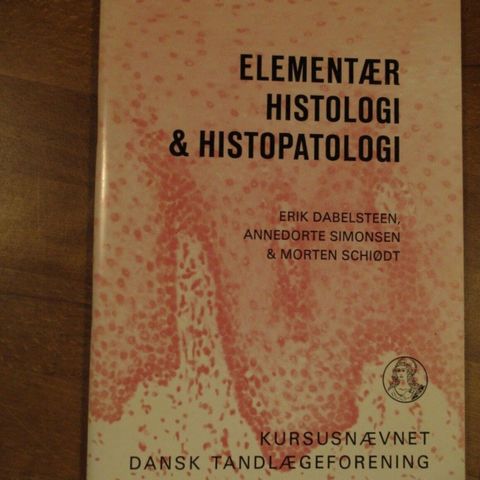 ELEMENTÆR
HISTOLOGI
& HISTOPATOLOGI
ERIK DABELSTEEN,
ANNEDORTE SIMONSEN
& MORTEN SCHIØDT
KURSUSNÆVNET
DANSK TANDLÆGEFORENING